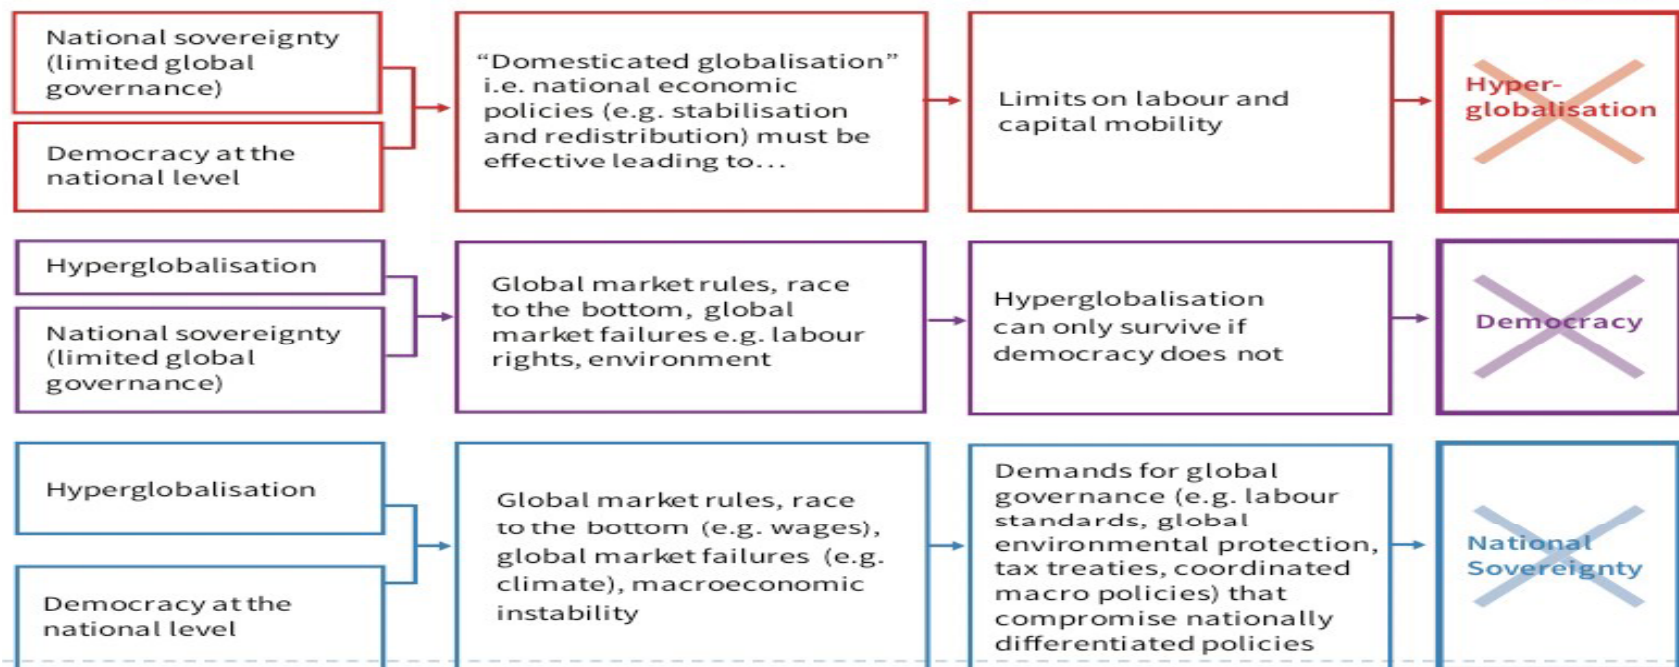 National sovereignty
(limited global
governance)
Democracy at the
national level
“Domesticated globalisation”
i.e. national economic
policies (e.g. stabilisation
and redistribution) must be
effective leading to…
Limits on labour and
capital mobility
Hyper-
globalisation
Hyperglobalisation
National sovereignty
(limited global
governance)
Global market rules, race
to the bottom, global
market failures e.g. labour
rights, environment
Hyperglobalisation
can only survive if
democracy does not
Democracy
Hyperglobalisation
Democracy at the
national level
Global market rules, race
to the bottom (e.g. wages),
global market failures (e.g.
climate), macroeconomic
instability
Demands for global
governance (e.g. labour
standards, global
environmental protection,
tax treaties, coordinated
macro policies) that
compromise nationally
differentiated policies
National
Sovereignty